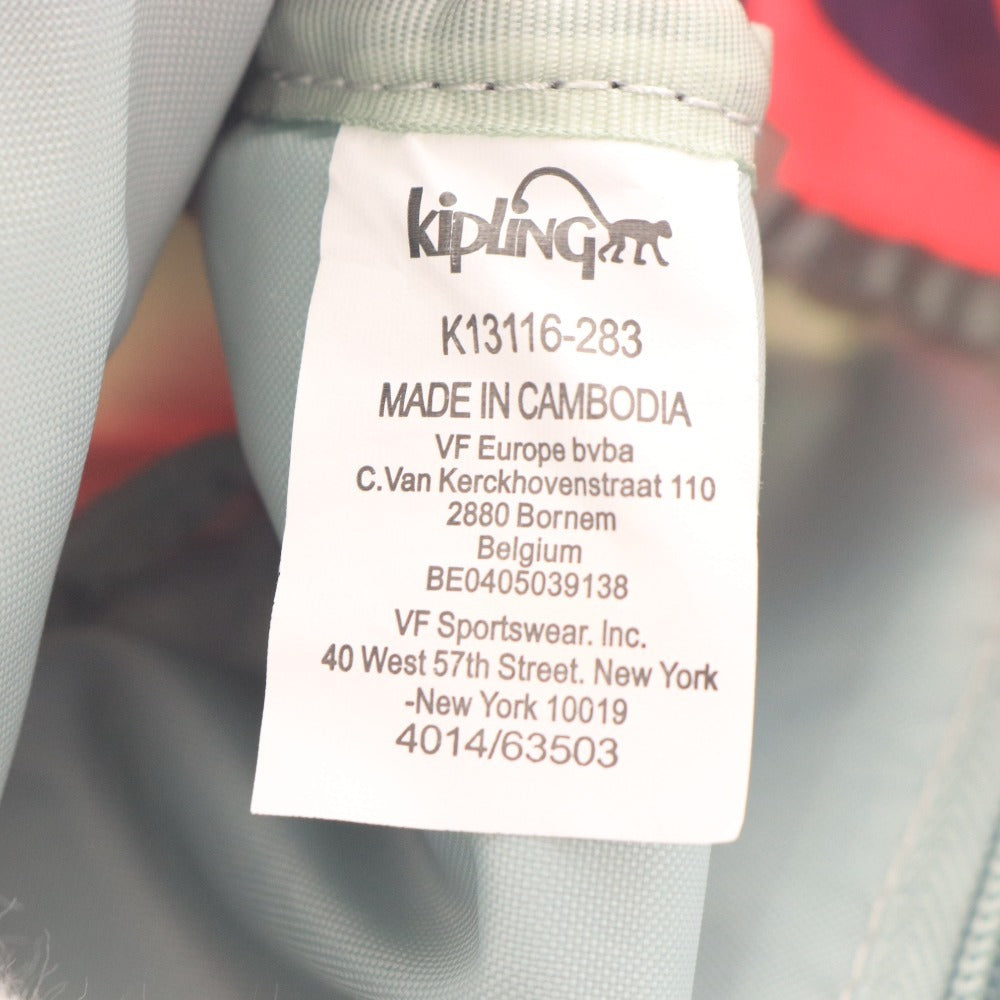 kipling
K13116-283
MADE IN CAMBODIA
VF Europe bvba
C.Van Kerckhovenstraat 110
2880 Bornem
Belgium
BE0405039138
VF Sportswear. Inc.
40 West 57th Street. New York
-New York 10019
4014/63503